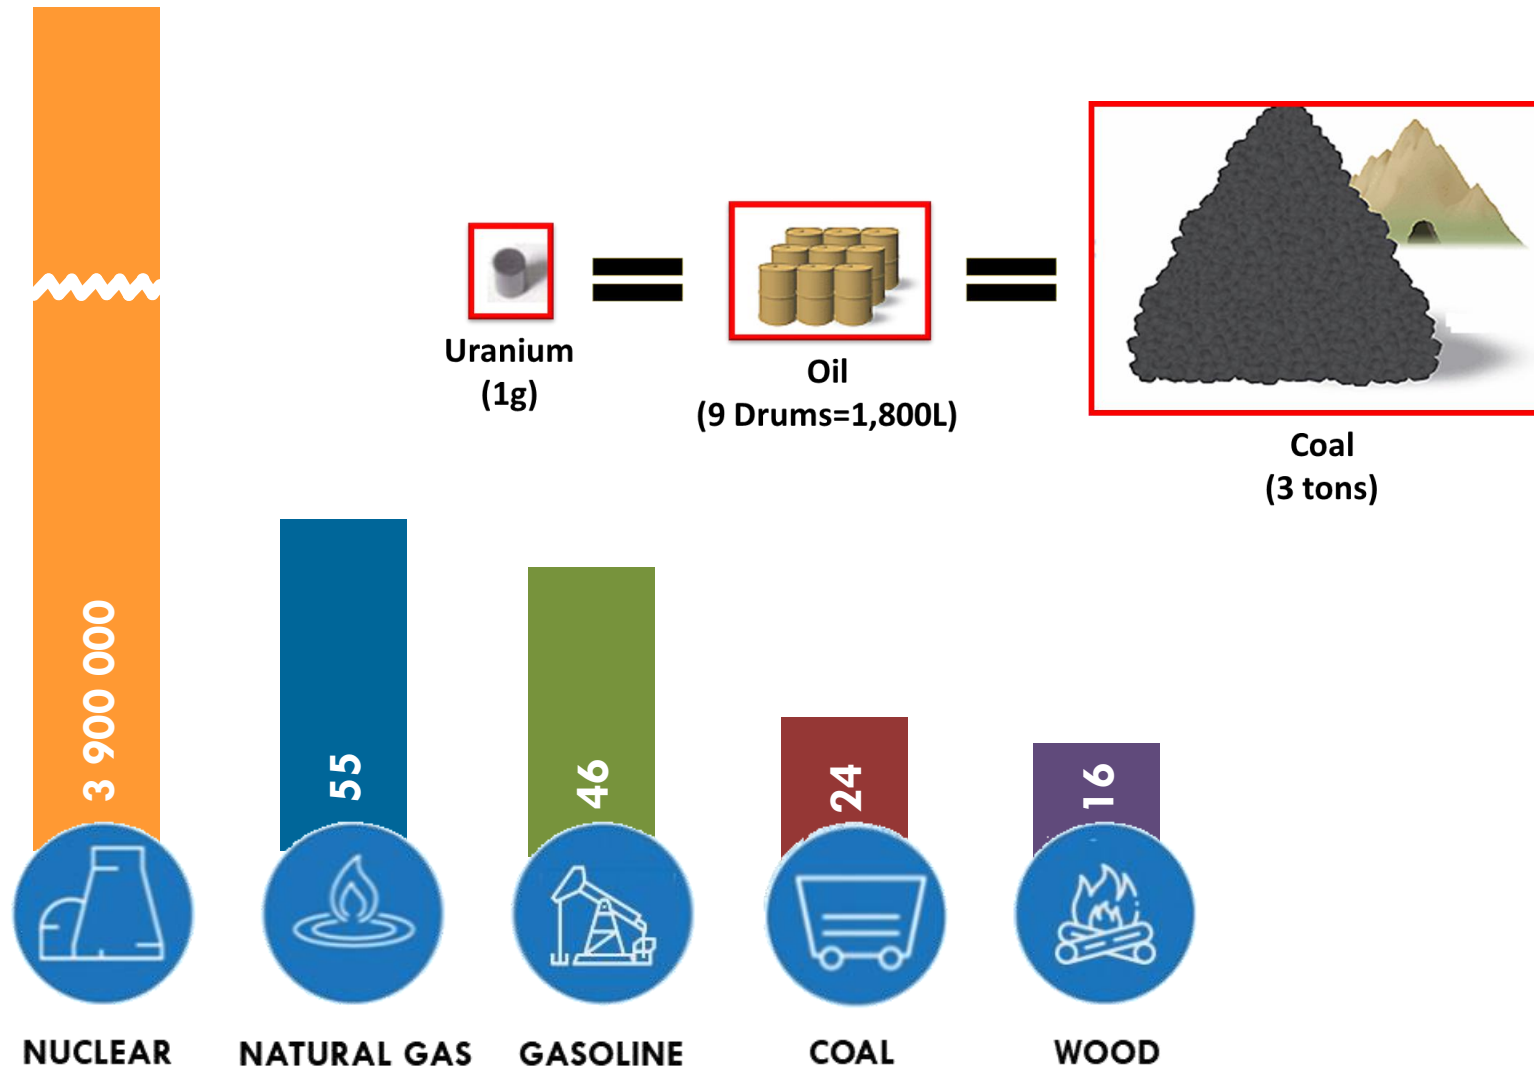 Uranium
(1g)
Oil
(9 Drums=1,800L)
Coal
(3 tons)
3 900 000
55
46
24
16
NUCLEAR
NATURAL GAS
GASOLINE
COAL
WOOD